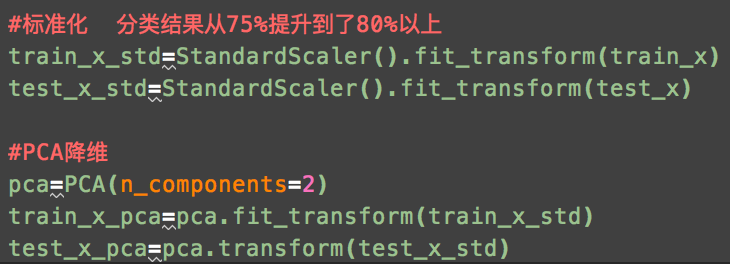 #标准化  分类结果从75%提升到了80%以上
train_x_std=StandardScaler().fit_transform(train_x)
test_x_std=StandardScaler().fit_transform(test_x)
#PCA降维
pca=PCA(n_components=2)
train_x_pca=pca.fit_transform(train_x_std)
test_x_pca=pca.transform(test_x_std)